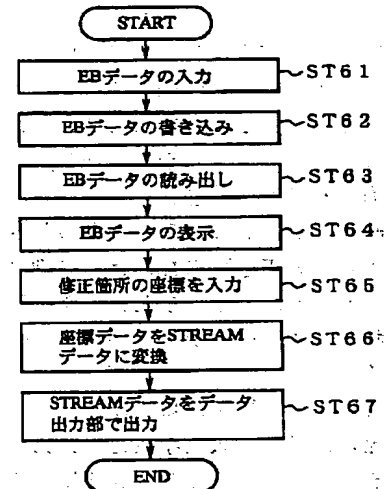 START
EBデータの入力 ST61
EBデータの書き込み ST62
EBデータの読み出し ST63
EBデータの表示 ST64
修正箇所の座標を入力 ST65
座標データをSTREAM ST66
データに変換
STREAMデータをデータ ST67
出力部で出力
END